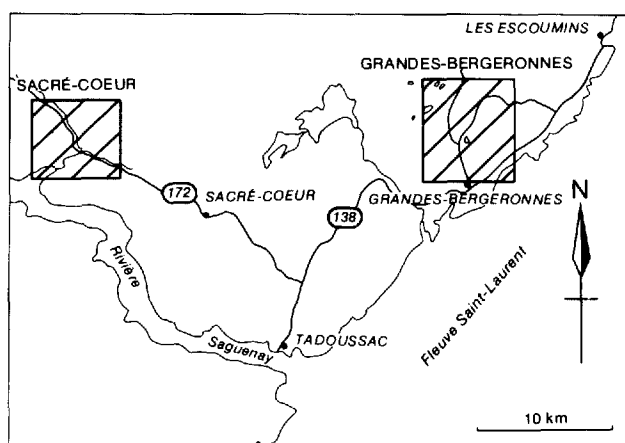 LES ESCOUMINS
GRANDES-BERGERONNES
SACRÉ-COEUR
172
SACRÉ-COEUR
138
GRANDES-BERGERONNES
N
Rivière
Saguenay
TADOUSSAC
Fleuve Saint-Laurent
10 km